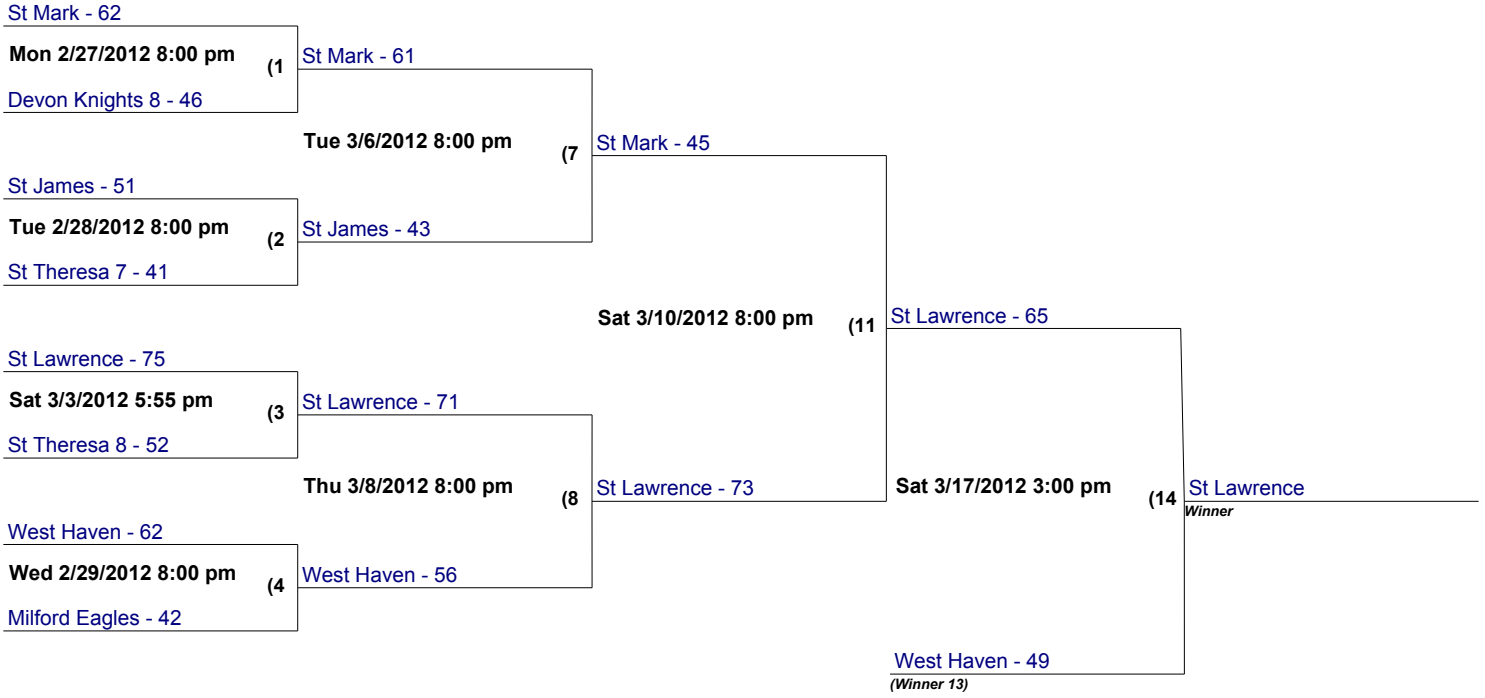 St Mark - 62
Mon 2/27/2012 8:00 pm
(1
Devon Knights 8 - 46
St Mark - 61
Tue 3/6/2012 8:00 pm
(7
St James - 51
Tue 2/28/2012 8:00 pm
(2
St Theresa 7 - 41
St James - 43
St Mark - 45
Sat 3/10/2012 8:00 pm
(11
St Lawrence - 75
Sat 3/3/2012 5:55 pm
(3
St Theresa 8 - 52
St Lawrence - 71
Thu 3/8/2012 8:00 pm
(8
West Haven - 62
Wed 2/29/2012 8:00 pm
(4
Milford Eagles - 42
West Haven - 56
St Lawrence - 73
St Lawrence - 65
Sat 3/17/2012 3:00 pm
(14
St Lawrence
Winner
West Haven - 49
(Winner 13)